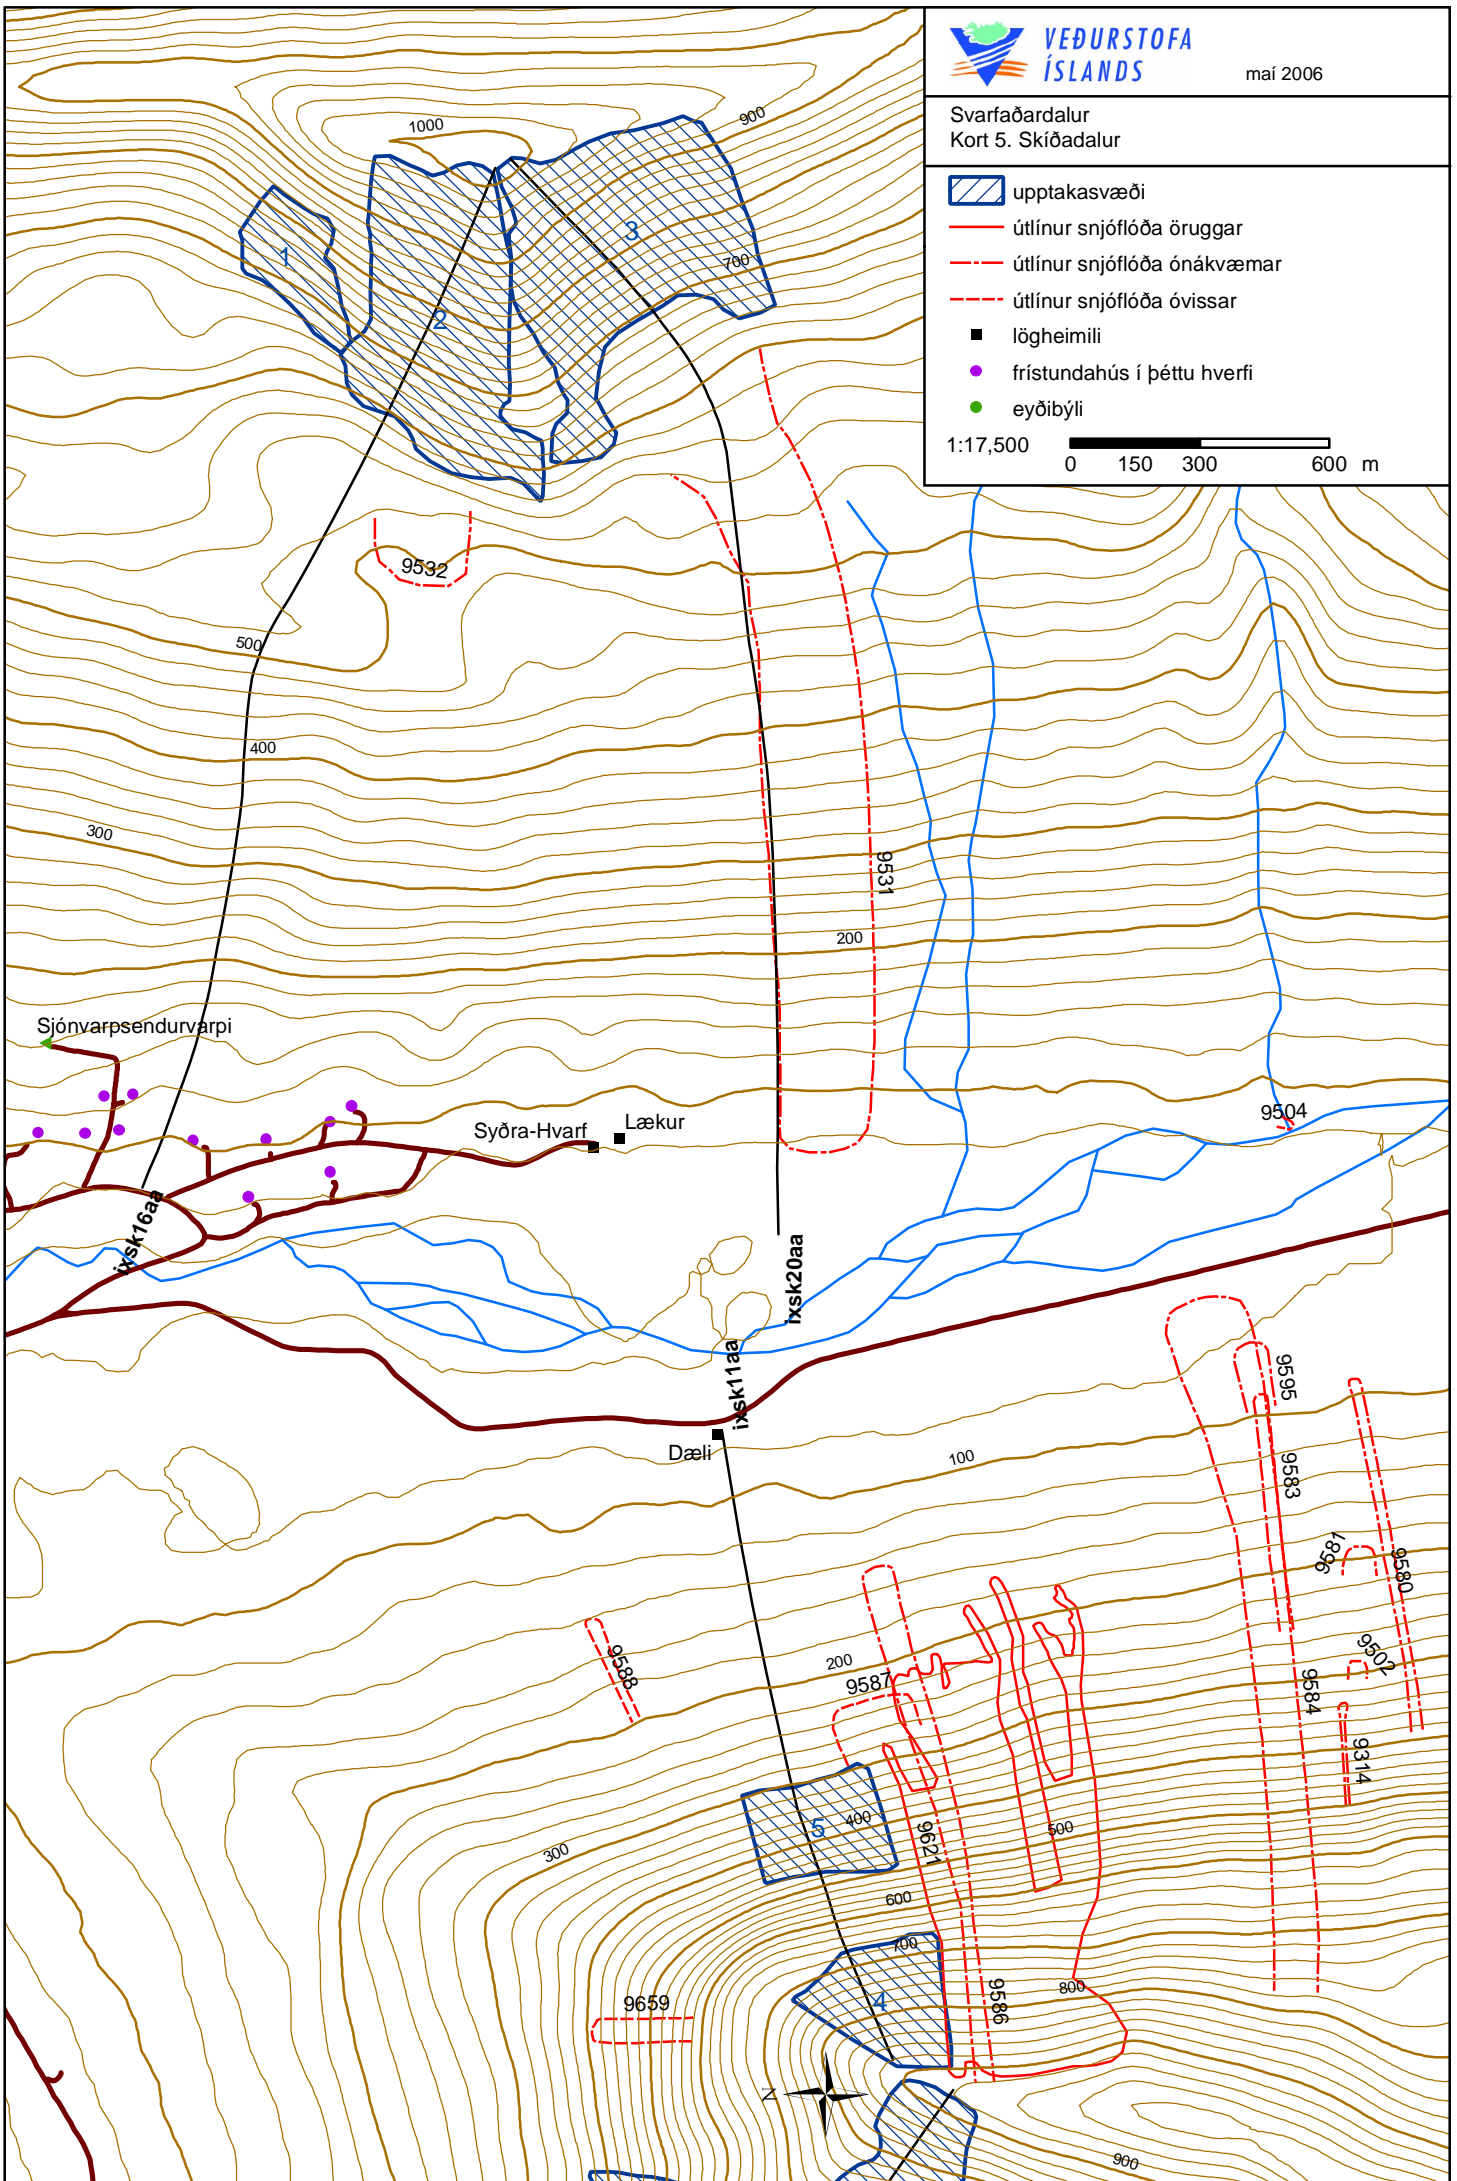 VEÐURSTOFA
ÍSLANDS
maí 2006
Svarfaðardalur
Kort 5. Skíðadalur
upptakasvæði
útlínur snjóflóða öruggar
útlínur snjóflóða ónákvæmar
útlínur snjóflóða óvissar
lögheimili
frístundahús í þéttu hverfi
eyðibýli
1:17,500
0 150 300 600 m
1000
900
1
2
3
700
9532
500
400
300
9531
200
Sjónvarpsendurvarpi
Syðra-Hvarf
Lækur
9504
ixsk16aa
ixsk20aa
ixsk11aa
Dæli
100
9595
9583
9581
9580
9588
200
9587
9502
9584
9314
5
400
500
300
9621
600
700
4
800
9586
9659
N
900